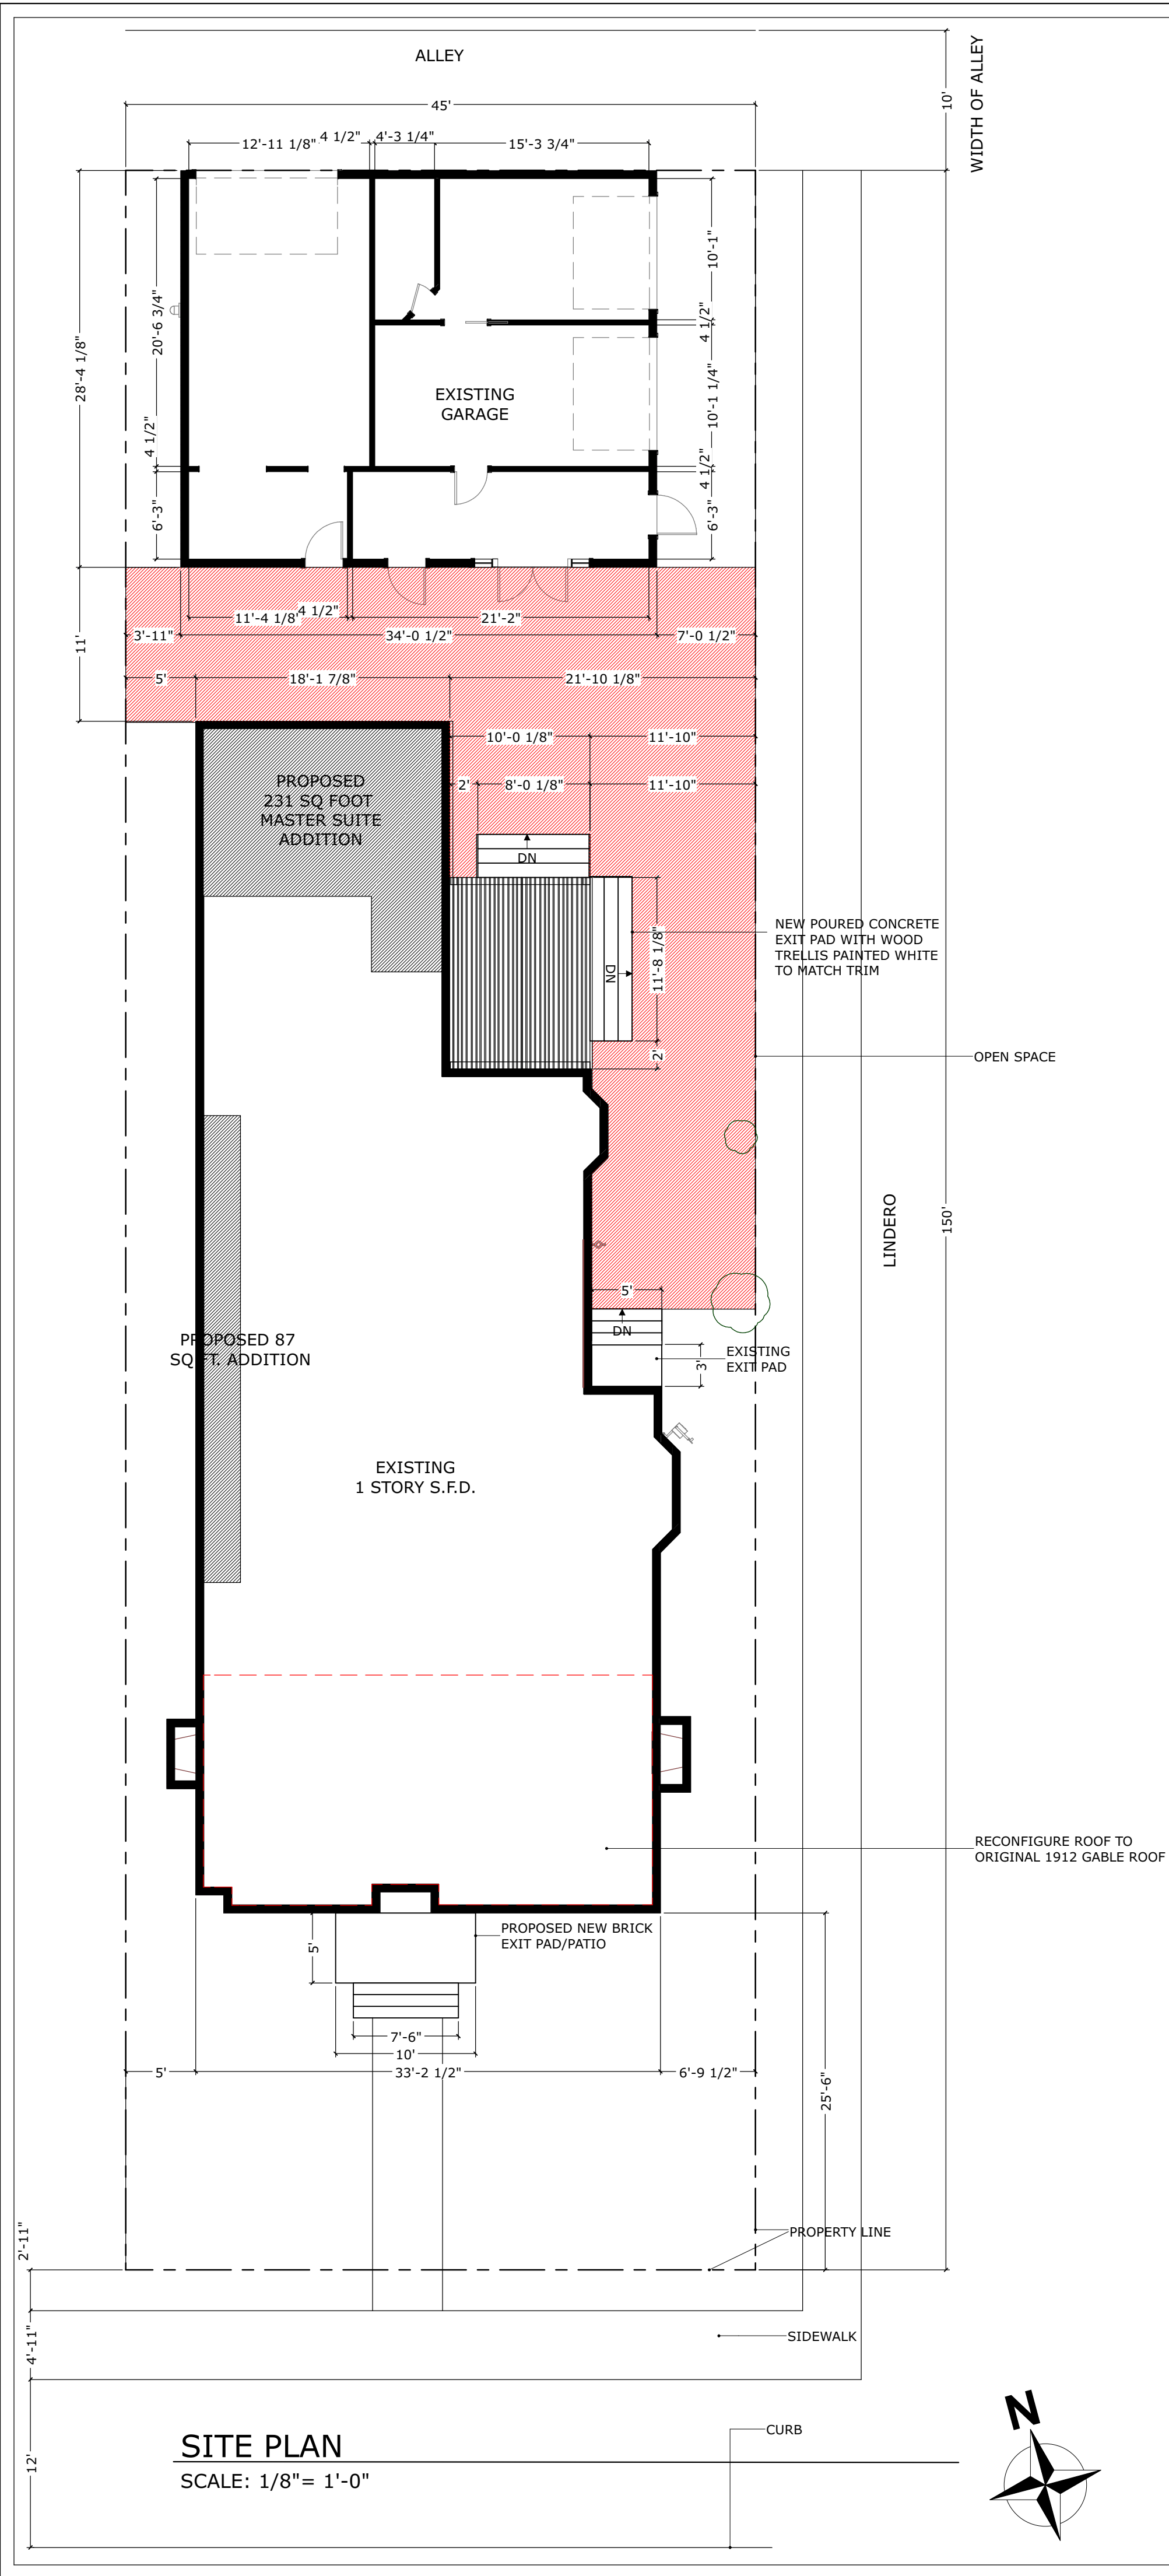 ALLEY
WIDTH OF ALLEY
10'
45'
12'-11 1/8"
4 1/2"
4'-3 1/4"
15'-3 3/4"
28'-4 1/8"
20'-6 3/4"
4 1/2"
6'-3"
10'-1"
4 1/2"
10'-1 1/4"
4 1/2"
6'-3"
EXISTING
GARAGE
11'
11'-4 1/8"
4 1/2"
21'-2"
3'-11"
34'-0 1/2"
7'-0 1/2"
5'
18'-1 7/8"
21'-10 1/8"
10'-0 1/8"
11'-10"
2'
8'-0 1/8"
11'-10"
PROPOSED
231 SQ FOOT
MASTER SUITE
ADDITION
DN
DN
11'-8 1/8"
2'
NEW POURED CONCRETE
EXIT PAD WITH WOOD
TRELLIS PAINTED WHITE
TO MATCH TRIM
OPEN SPACE
LINDERO
150'
5'
DN
3'
EXISTING
EXIT PAD
PROPOSED 87
SQ FT. ADDITION
EXISTING
1 STORY S.F.D.
RECONFIGURE ROOF TO
ORIGINAL 1912 GABLE ROOF
PROPOSED NEW BRICK
EXIT PAD/PATIO
5'
7'-6"
10'
5'
33'-2 1/2"
6'-9 1/2"
25'-6"
PROPERTY LINE
2'-11"
4'-11"
12'
SIDEWALK
CURB
N
SITE PLAN
SCALE: 1/8"= 1'-0"